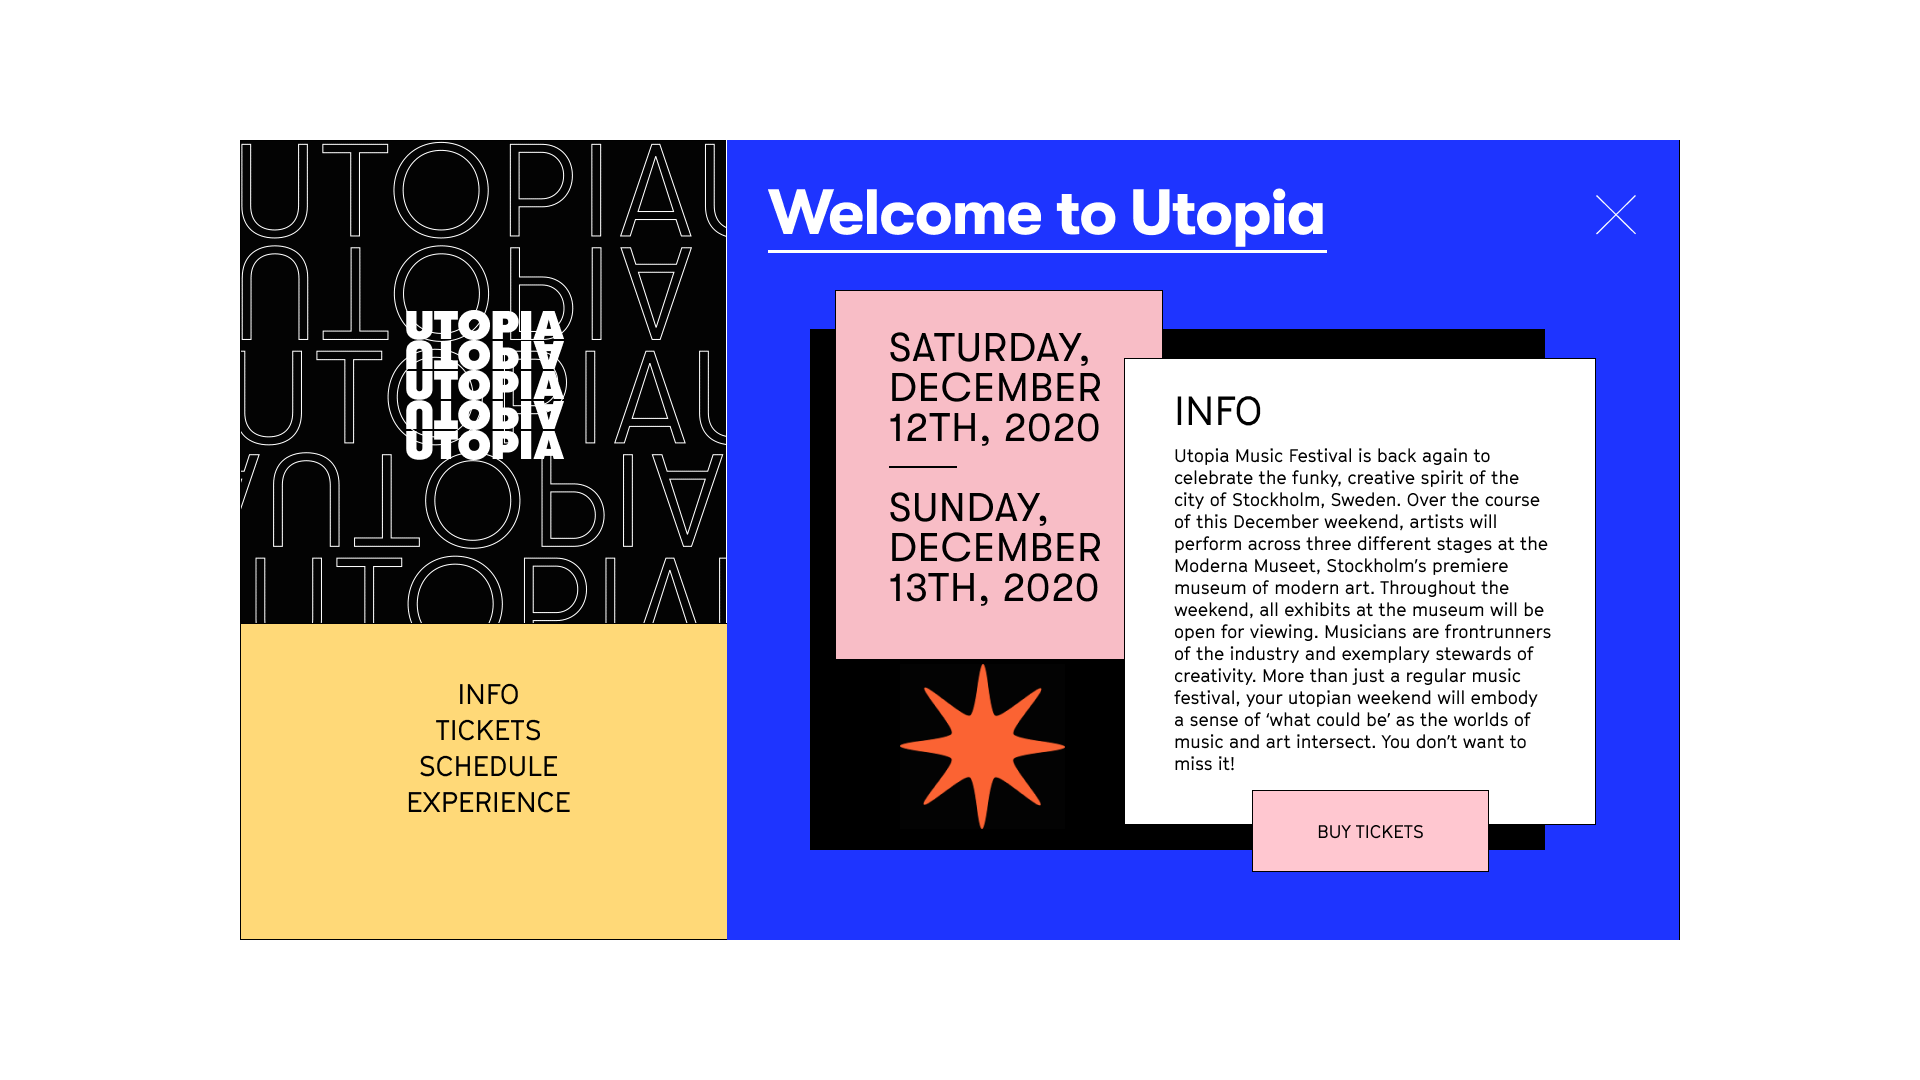 UTOPIAU
UTOPIA
UTOPIAU
AUTOPIA
UTOPIAU
UTOPIA
UTOPIA
UTOPIA
UTOPIA
UTOPIA
INFO
TICKETS
SCHEDULE
EXPERIENCE
Welcome to Utopia
SATURDAY,
DECEMBER
12TH, 2020
SUNDAY,
DECEMBER
13TH, 2020
INFO
Utopia Music Festival is back again to
celebrate the funky, creative spirit of the
city of Stockholm, Sweden. Over the course
of this December weekend, artists will
perform across three different stages at the
Moderna Museet, Stockholm's premiere
museum of modern art. Throughout the
weekend, all exhibits at the museum will be
open for viewing. Musicians are frontrunners
of the industry and exemplary stewards of
creativity. More than just a regular music
festival, your utopian weekend will embody
a sense of ‘what could be’ as the worlds of
music and art intersect. You don't want to
miss it!
BUY TICKETS